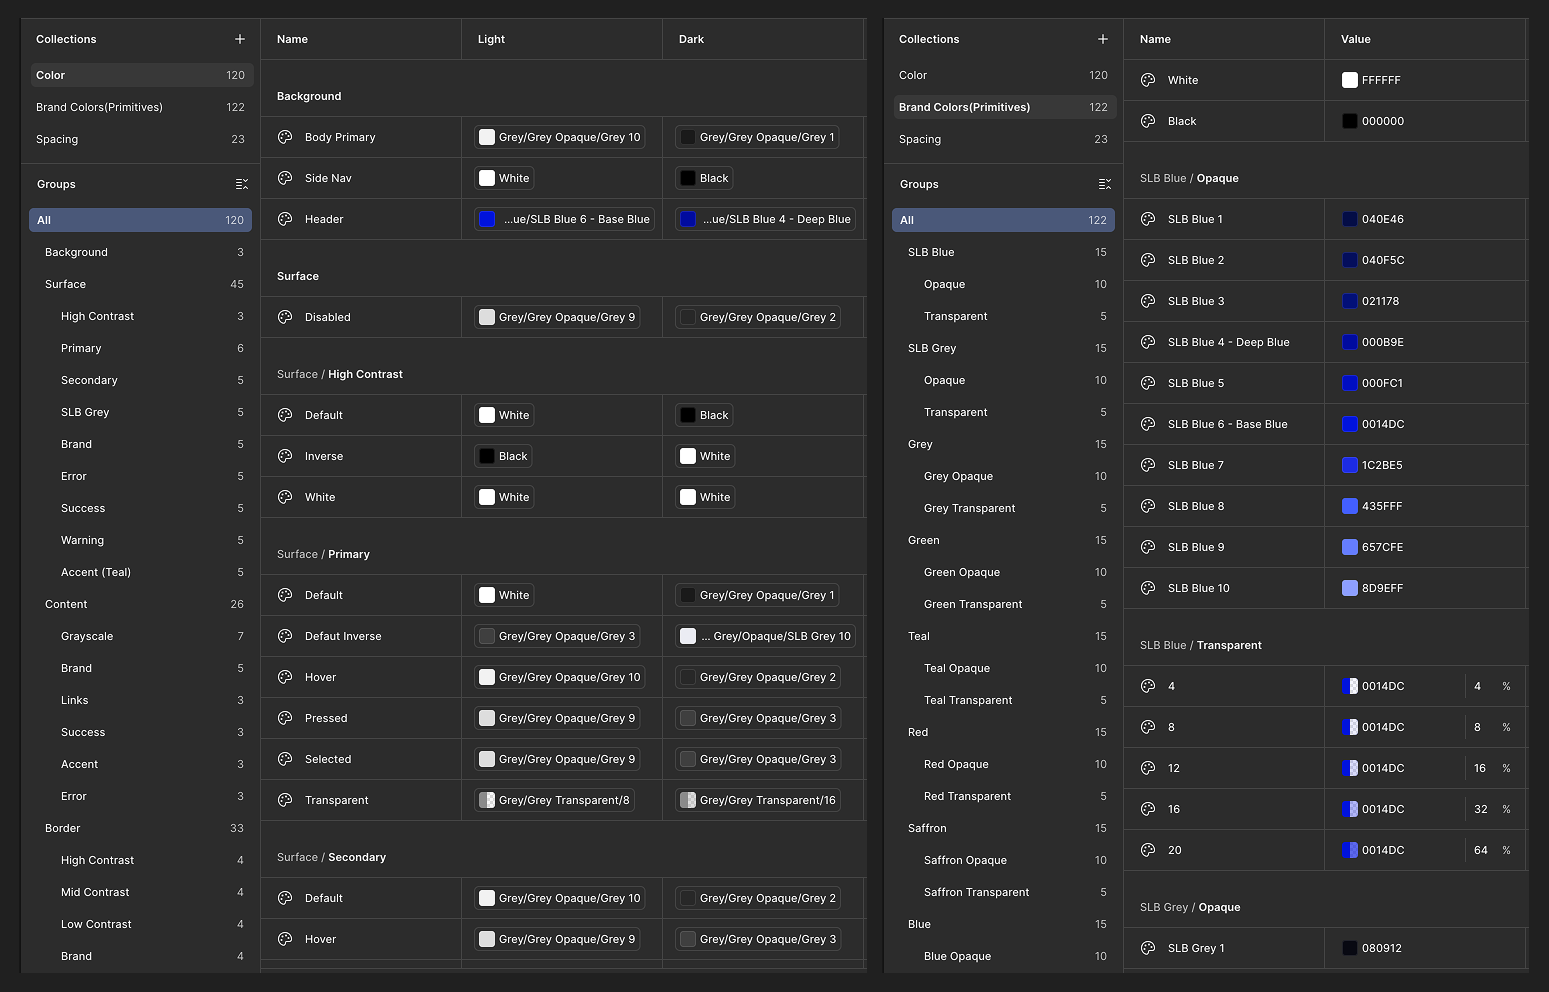 Collections
Color 120
Brand Colors(Primitives) 122
Spacing 23
Groups
All 120
Background 3
Surface 45
High Contrast 3
Primary 6
Secondary 5
SLB Grey 5
Brand 5
Error 5
Success 5
Warning 5
Accent (Teal) 5
Content 26
Grayscale 7
Brand 5
Links 3
Success 3
Accent 3
Error 3
Border 33
High Contrast 4
Mid Contrast 4
Low Contrast 4
Brand 4
Name Light Dark
Background
Body Primary Grey/Grey Opaque/Grey 10 Grey/Grey Opaque/Grey 1
Side Nav White Black
Header ...ue/SLB Blue 6 - Base Blue ...ue/SLB Blue 4 - Deep Blue
Surface
Disabled Grey/Grey Opaque/Grey 9 Grey/Grey Opaque/Grey 2
Surface / High Contrast
Default White Black
Inverse Black White
White White White
Surface / Primary
Default White Grey/Grey Opaque/Grey 1
Defaut Inverse Grey/Grey Opaque/Grey 3 ... Grey/Opaque/SLB Grey 10
Hover Grey/Grey Opaque/Grey 10 Grey/Grey Opaque/Grey 2
Pressed Grey/Grey Opaque/Grey 9 Grey/Grey Opaque/Grey 3
Selected Grey/Grey Opaque/Grey 9 Grey/Grey Opaque/Grey 3
Transparent Grey/Grey Transparent/8 Grey/Grey Transparent/16
Surface / Secondary
Default Grey/Grey Opaque/Grey 10 Grey/Grey Opaque/Grey 2
Hover Grey/Grey Opaque/Grey 9 Grey/Grey Opaque/Grey 3
Collections
Color 120
Brand Colors(Primitives) 122
Spacing 23
Groups
All 122
SLB Blue 15
Opaque 10
Transparent 5
SLB Grey 15
Opaque 10
Transparent 5
Grey 15
Grey Opaque 10
Grey Transparent 5
Green 15
Green Opaque 10
Green Transparent 5
Teal 15
Teal Opaque 10
Teal Transparent 5
Red 15
Red Opaque 10
Red Transparent 5
Saffron 15
Saffron Opaque 10
Saffron Transparent 5
Blue 15
Blue Opaque 10
Name Value
White FFFFFF
Black 000000
SLB Blue / Opaque
SLB Blue 1 040E46
SLB Blue 2 040F5C
SLB Blue 3 021178
SLB Blue 4 - Deep Blue 000B9E
SLB Blue 5 000FC1
SLB Blue 6 - Base Blue 0014DC
SLB Blue 7 1C2BE5
SLB Blue 8 435FFF
SLB Blue 9 657CFE
SLB Blue 10 8D9EFF
SLB Blue / Transparent
4 0014DC 4 %
8 0014DC 8 %
12 0014DC 16 %
16 0014DC 32 %
20 0014DC 64 %
SLB Grey / Opaque
SLB Grey 1 080912